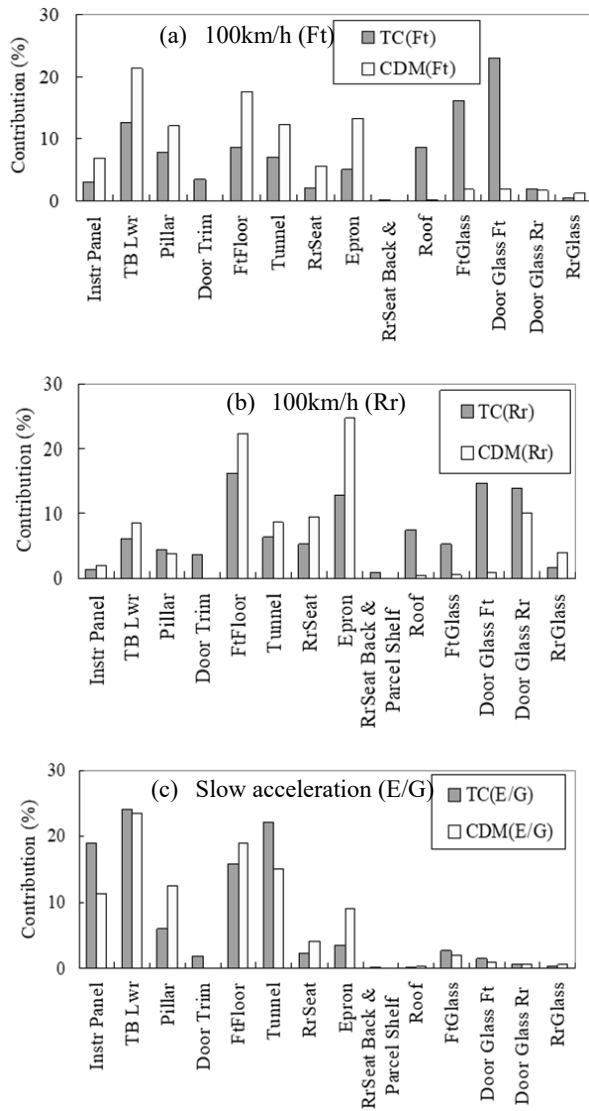 (a) 100km/h (Ft)
TC(Ft)
CDM(Ft)
Contribution (%)
30
20
10
0
Instr Panel
TB Lwr
Pillar
Door Trim
FtFloor
Tunnel
RrSeat
Epron
RrSeat Back &
Roof
FtGlass
Door Glass Ft
Door Glass Rr
RrGlass
(b) 100km/h (Rr)
TC(Rr)
CDM(Rr)
Contribution (%)
30
20
10
0
Instr Panel
TB Lwr
Pillar
Door Trim
FtFloor
Tunnel
RrSeat
Epron
RrSeat Back &
Parcel Shelf
Roof
FtGlass
Door Glass Ft
Door Glass Rr
RrGlass
(c) Slow acceleration (E/G)
TC(E/G)
CDM(E/G)
Contribution (%)
30
20
10
0
Instr Panel
TB Lwr
Pillar
Door Trim
FtFloor
Tunnel
RrSeat
Epron
RrSeat Back &
Parcel Shelf
Roof
FtGlass
Door Glass Ft
Door Glass Rr
RrGlass